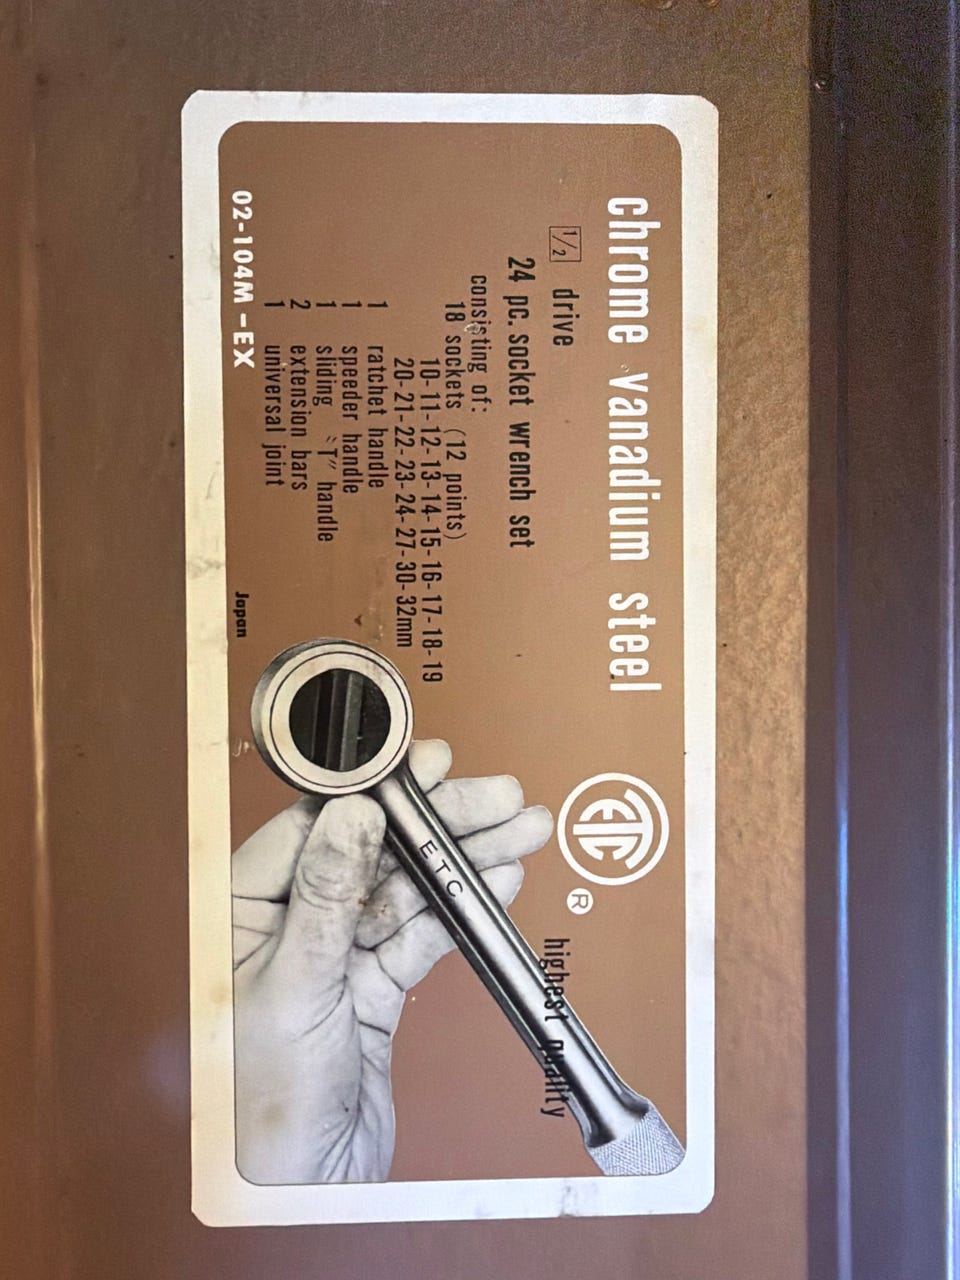 chrome vanadium steel
1/2 drive
24 pc. socket wrench set
consisting of:
18 sockets (12 points)
10-11-12-13-14-15-16-17-18-19
20-21-22-23-24-27-30-32mm
1 ratchet handle
1 speeder handle
1 sliding "T" handle
2 extension bars
1 universal joint
02-104M-EX
Japan
ETC
®
highest quality
ETC